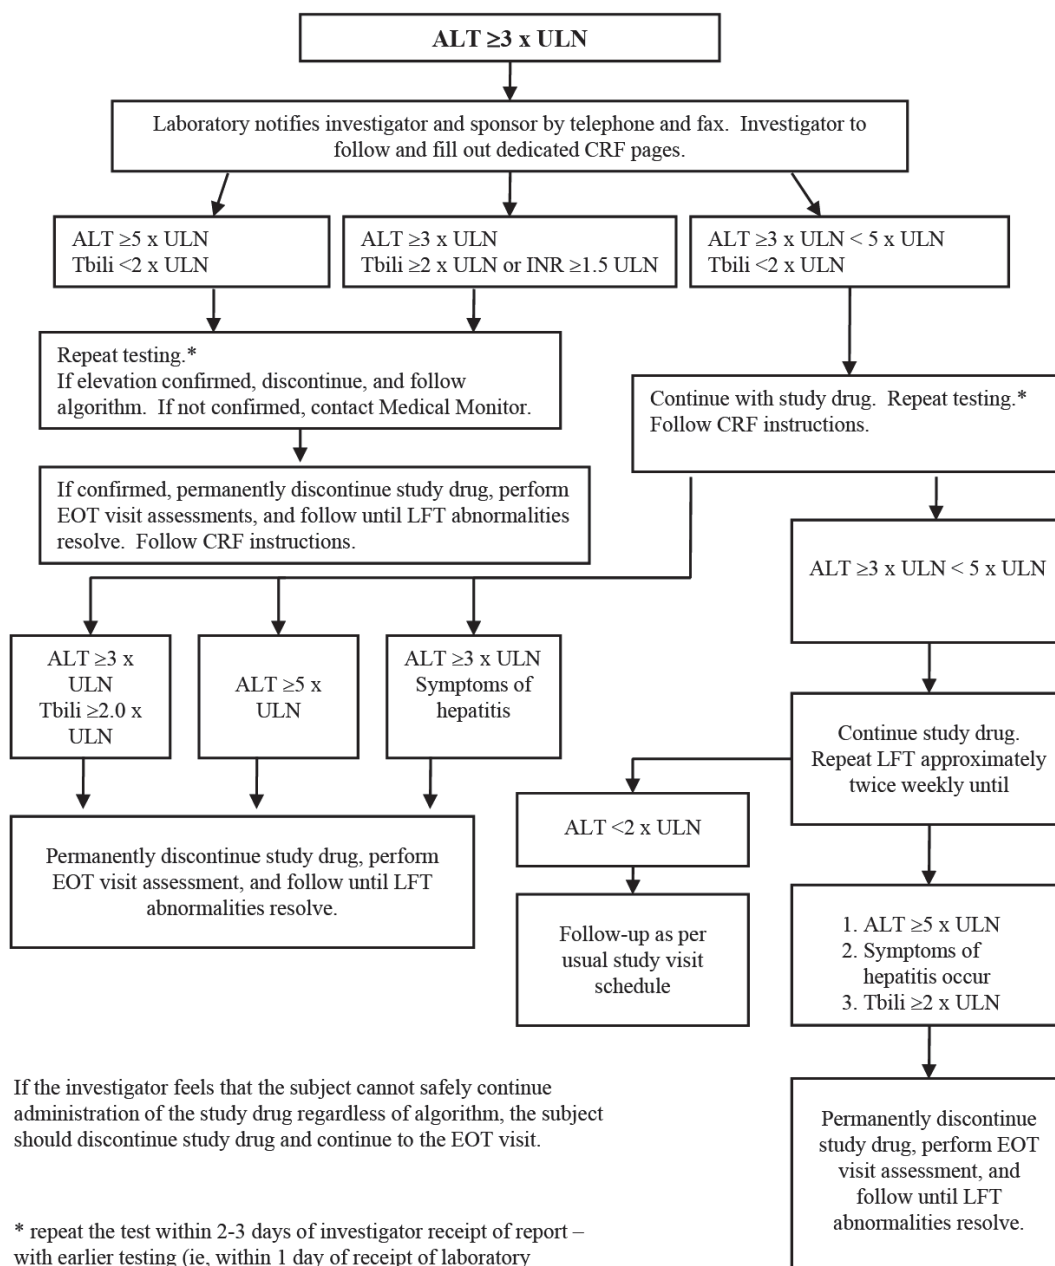 ALT ≥3 x ULN
Laboratory notifies investigator and sponsor by telephone and fax.  Investigator to
follow and fill out dedicated CRF pages.
ALT ≥5 x ULN
Tbili <2 x ULN
ALT ≥3 x ULN
Tbili ≥2 x ULN or INR ≥1.5 ULN
ALT ≥3 x ULN < 5 x ULN
Tbili <2 x ULN
Repeat testing.*
If elevation confirmed, discontinue, and follow
algorithm.  If not confirmed, contact Medical Monitor.
Continue with study drug.  Repeat testing.*
Follow CRF instructions.
If confirmed, permanently discontinue study drug, perform
EOT visit assessments, and follow until LFT abnormalities
resolve.  Follow CRF instructions.
ALT ≥3 x ULN < 5 x ULN
ALT ≥3 x
ULN
Tbili ≥2.0 x
ULN
ALT ≥5 x
ULN
ALT ≥3 x ULN
Symptoms of
hepatitis
Continue study drug.
Repeat LFT approximately
twice weekly until
ALT <2 x ULN
Permanently discontinue study drug, perform
EOT visit assessment, and follow until LFT
abnormalities resolve.
Follow-up as per
usual study visit
schedule
1. ALT ≥5 x ULN
2. Symptoms of
hepatitis occur
3. Tbili ≥2 x ULN
Permanently discontinue
study drug, perform EOT
visit assessment, and
follow until LFT
abnormalities resolve.
If the investigator feels that the subject cannot safely continue
administration of the study drug regardless of algorithm, the subject
should discontinue study drug and continue to the EOT visit.
* repeat the test within 2-3 days of investigator receipt of report –
with earlier testing (ie, within 1 day of receipt of laboratory